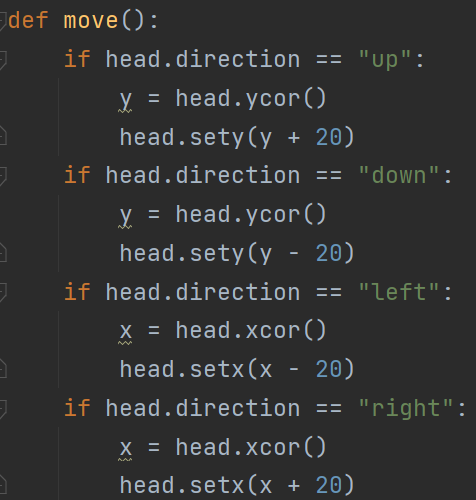 def move():
    if head.direction == "up":
        y = head.ycor()
        head.sety(y + 20)
    if head.direction == "down":
        y = head.ycor()
        head.sety(y - 20)
    if head.direction == "left":
        x = head.xcor()
        head.setx(x - 20)
    if head.direction == "right":
        x = head.xcor()
        head.setx(x + 20)